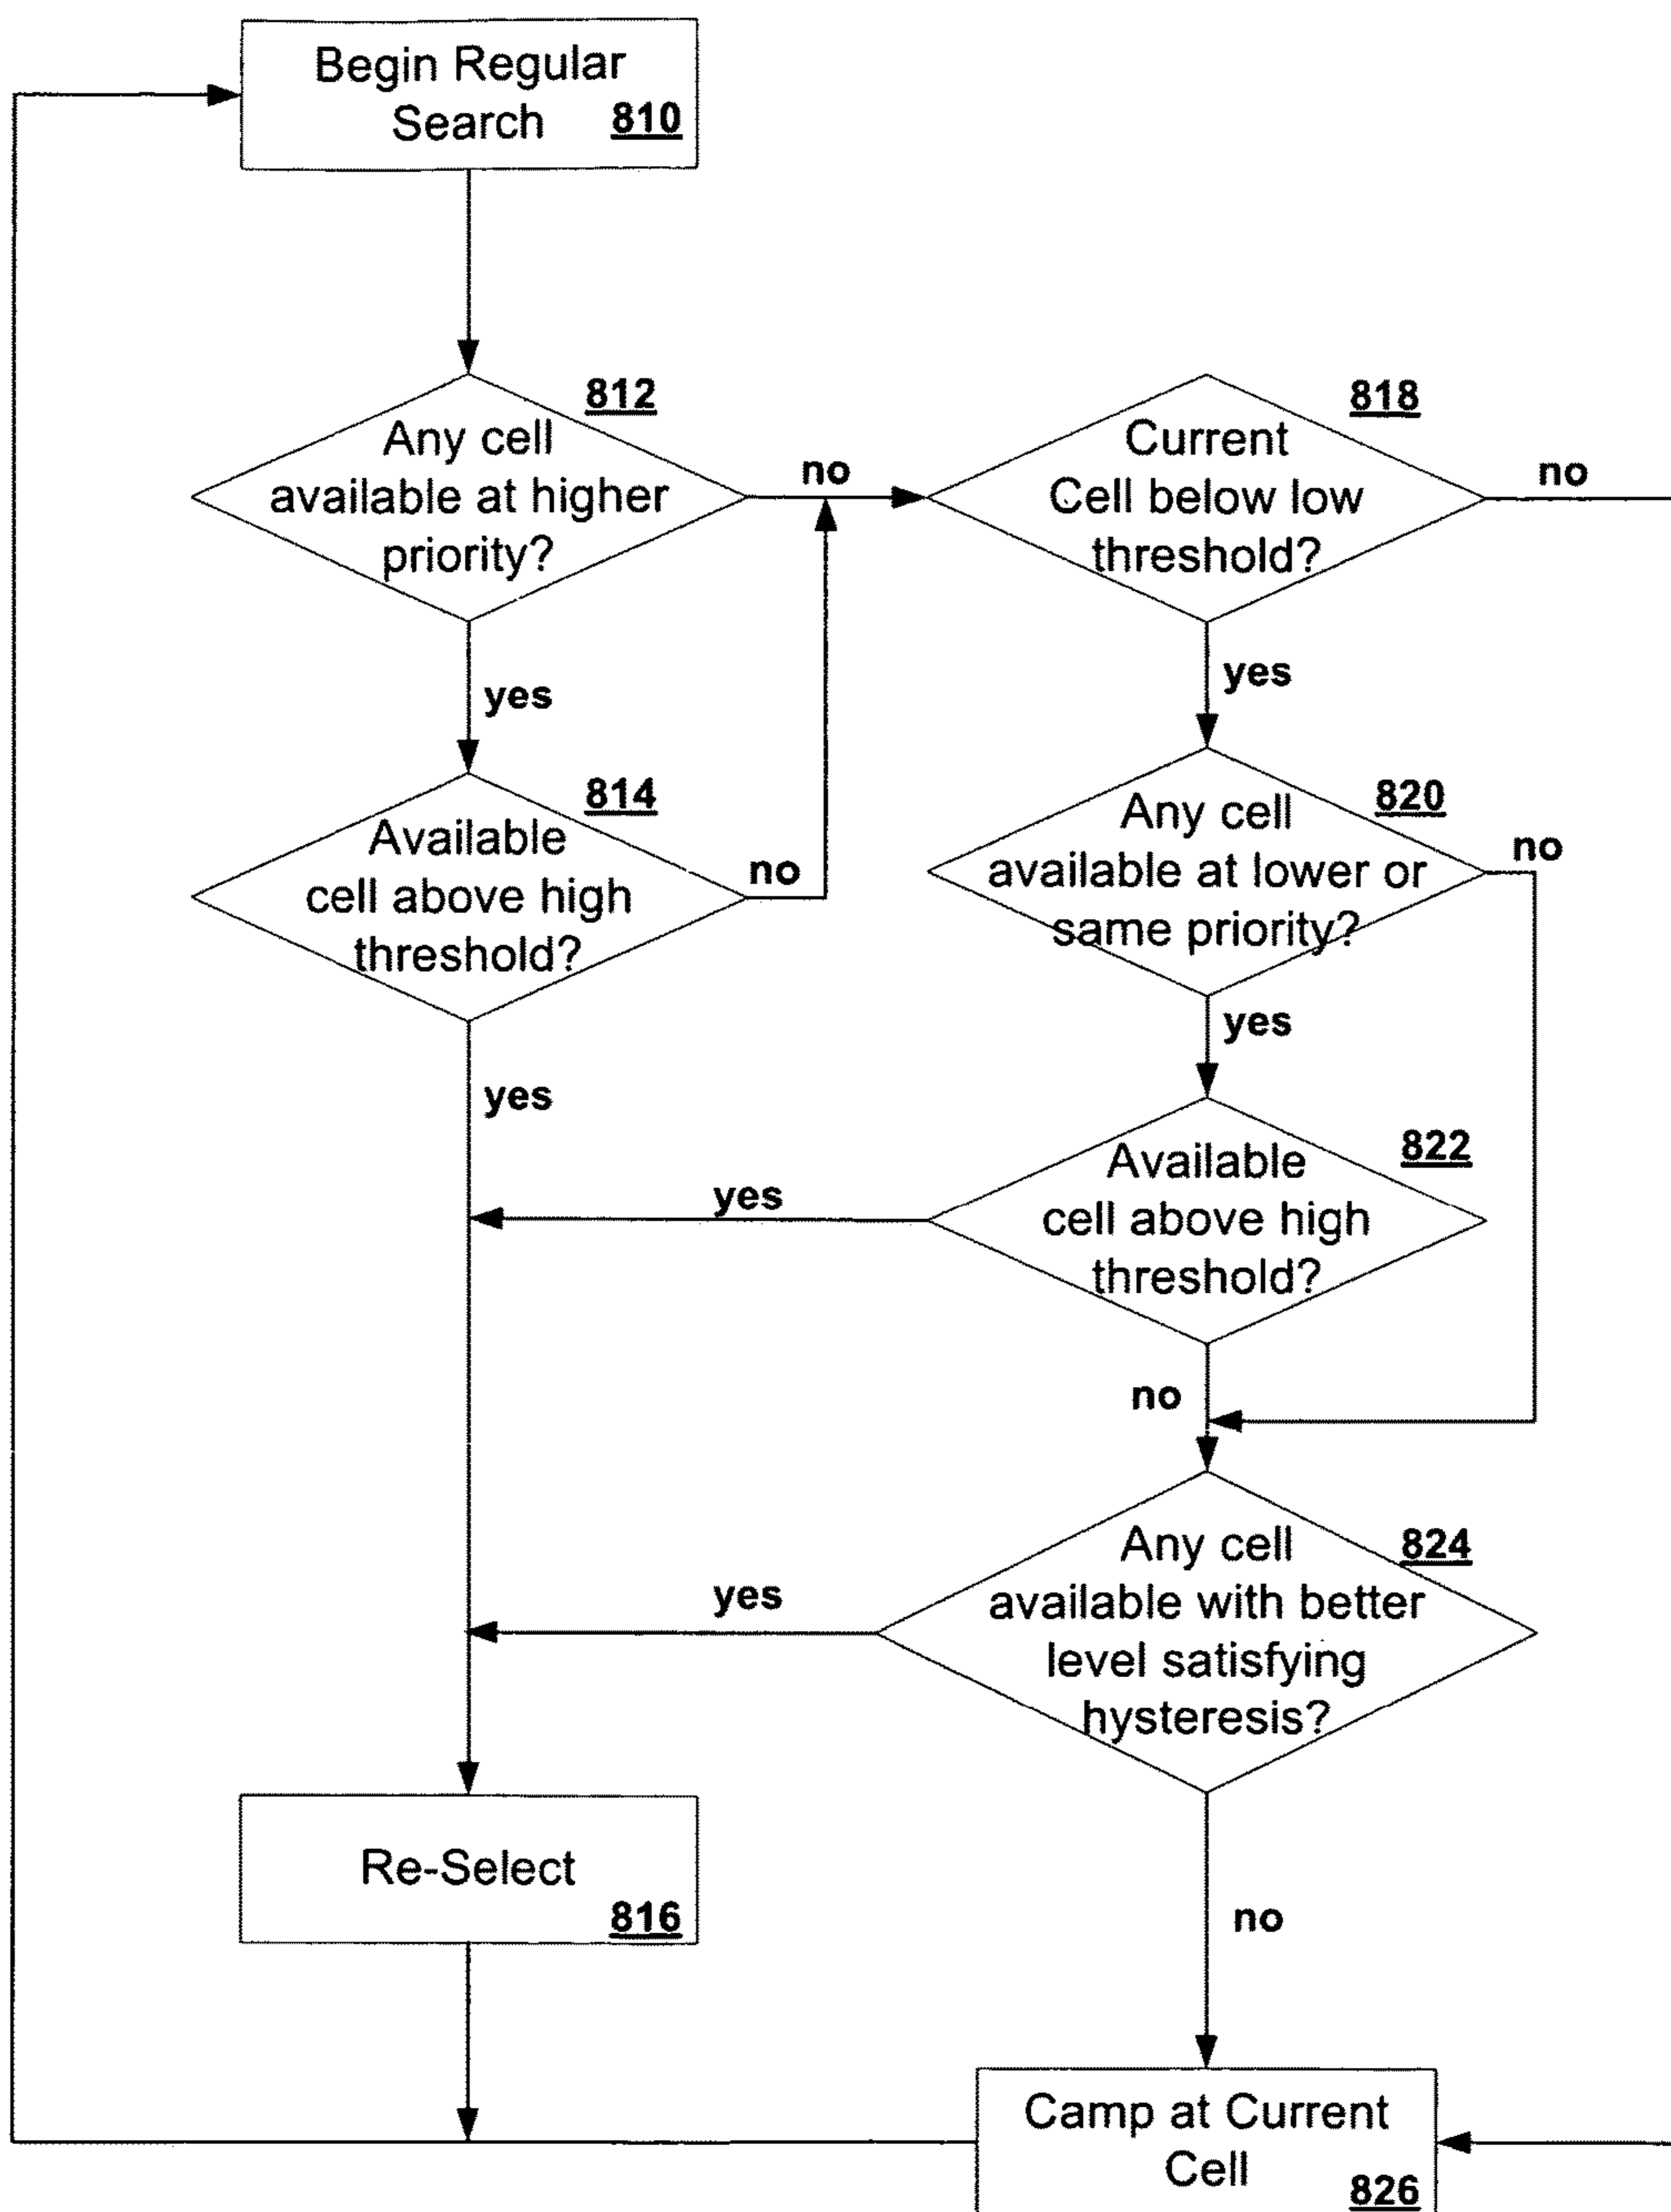 Begin Regular
Search 810
812
Any cell
available at higher
priority?
no
yes
814
Available
cell above high
threshold?
no
yes
818
Current
Cell below low
threshold?
no
yes
820
Any cell
available at lower or
same priority?
no
yes
822
Available
cell above high
threshold?
yes
no
824
Any cell
available with better
level satisfying
hysteresis?
yes
no
Re-Select
816
Camp at Current
Cell
826